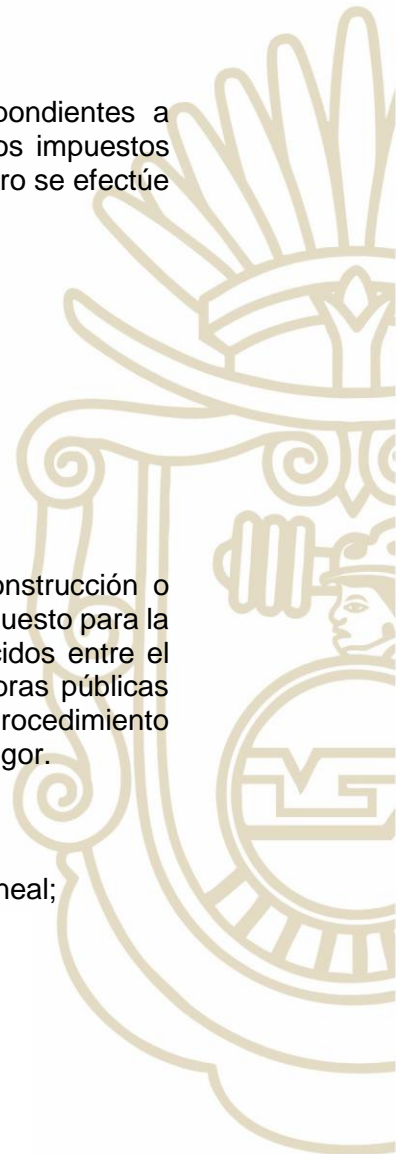 pondientes a
os impuestos
ro se efectúe
onstrucción o
uesto para la
cidos entre el
oras públicas
rocedimiento
gor.
neal;